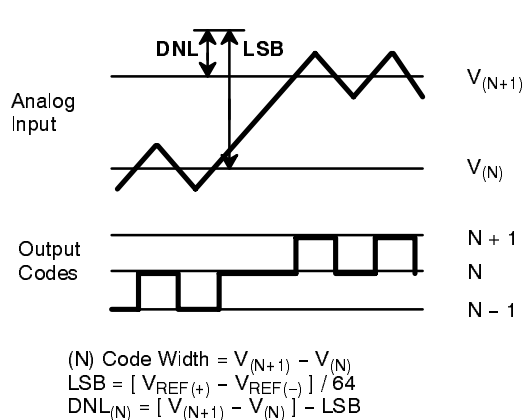 DNL LSB
V(N+1)
Analog
Input
V(N)
Output
Codes
N + 1
N
N – 1
(N) Code Width = V(N+1) – V(N)
LSB = [ VREF(+) – VREF(–) ] / 64
DNL(N) = [ V(N+1) – V(N) ] – LSB